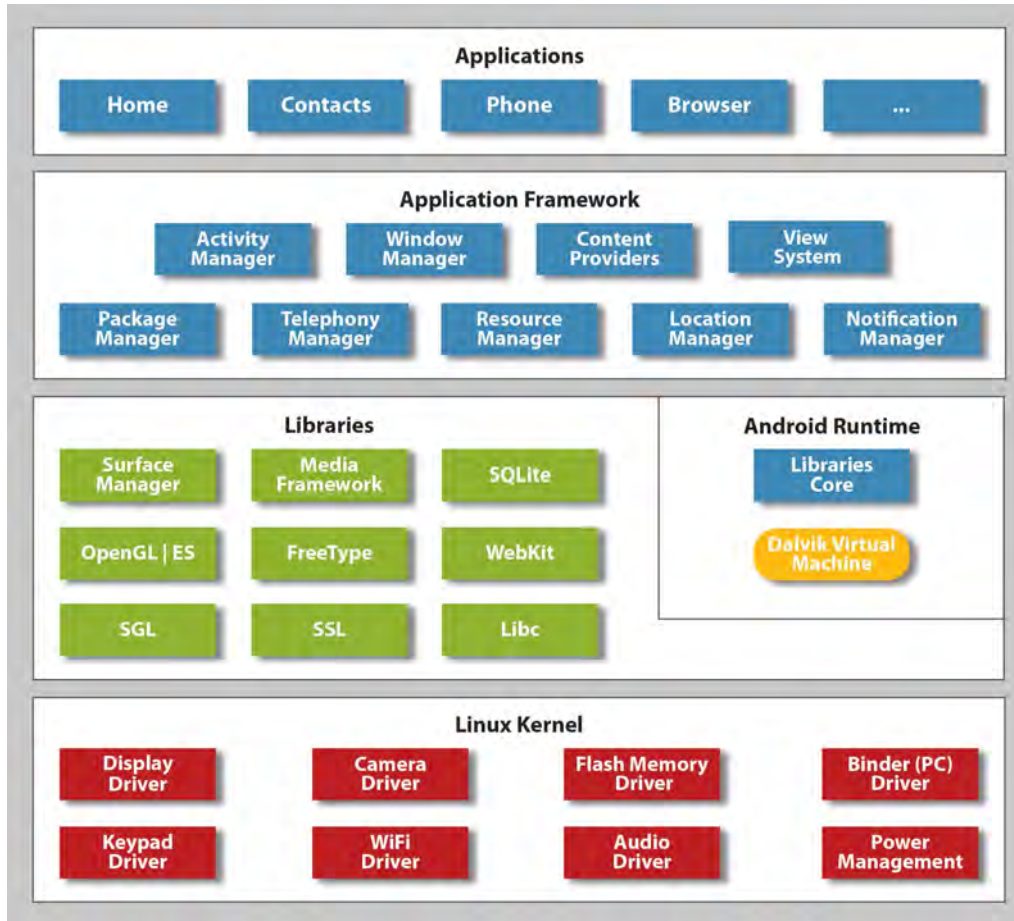 Applications
Home
Contacts
Phone
Browser
...
Application Framework
Activity
Manager
Window
Manager
Content
Providers
View
System
Package
Manager
Telephony
Manager
Resource
Manager
Location
Manager
Notification
Manager
Libraries
Surface
Manager
Media
Framework
SQLite
OpenGL | ES
FreeType
WebKit
SGL
SSL
Libc
Android Runtime
Libraries
Core
Dalvik Virtual
Machine
Linux Kernel
Display
Driver
Camera
Driver
Flash Memory
Driver
Binder (PC)
Driver
Keypad
Driver
WiFi
Driver
Audio
Driver
Power
Management